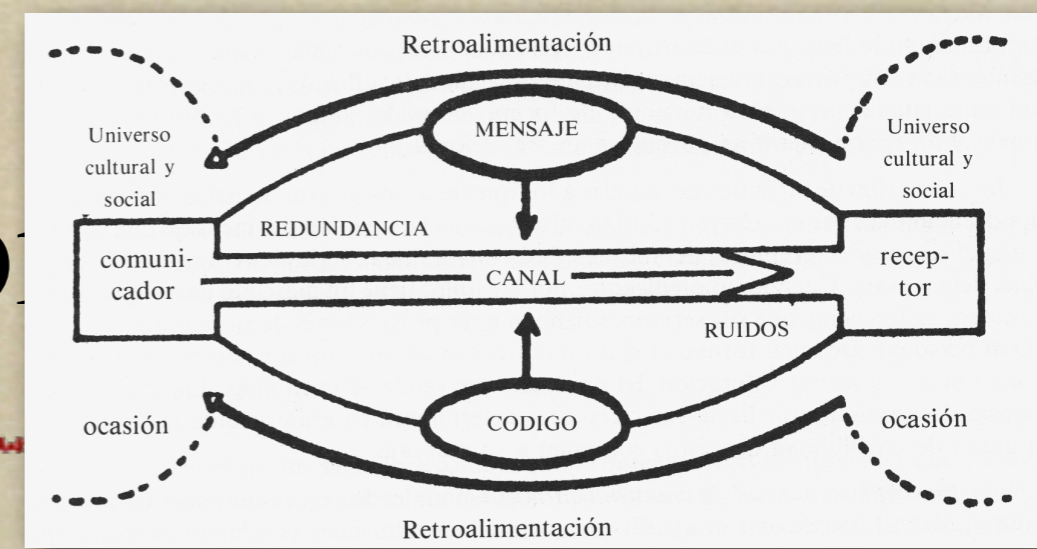 Retroalimentación
MENSAJE
Universo
cultural y
social
Universo
cultural y
social
REDUNDANCIA
comuni-
cador
CANAL
recep-
tor
RUIDOS
CODIGO
ocasión
ocasión
Retroalimentación